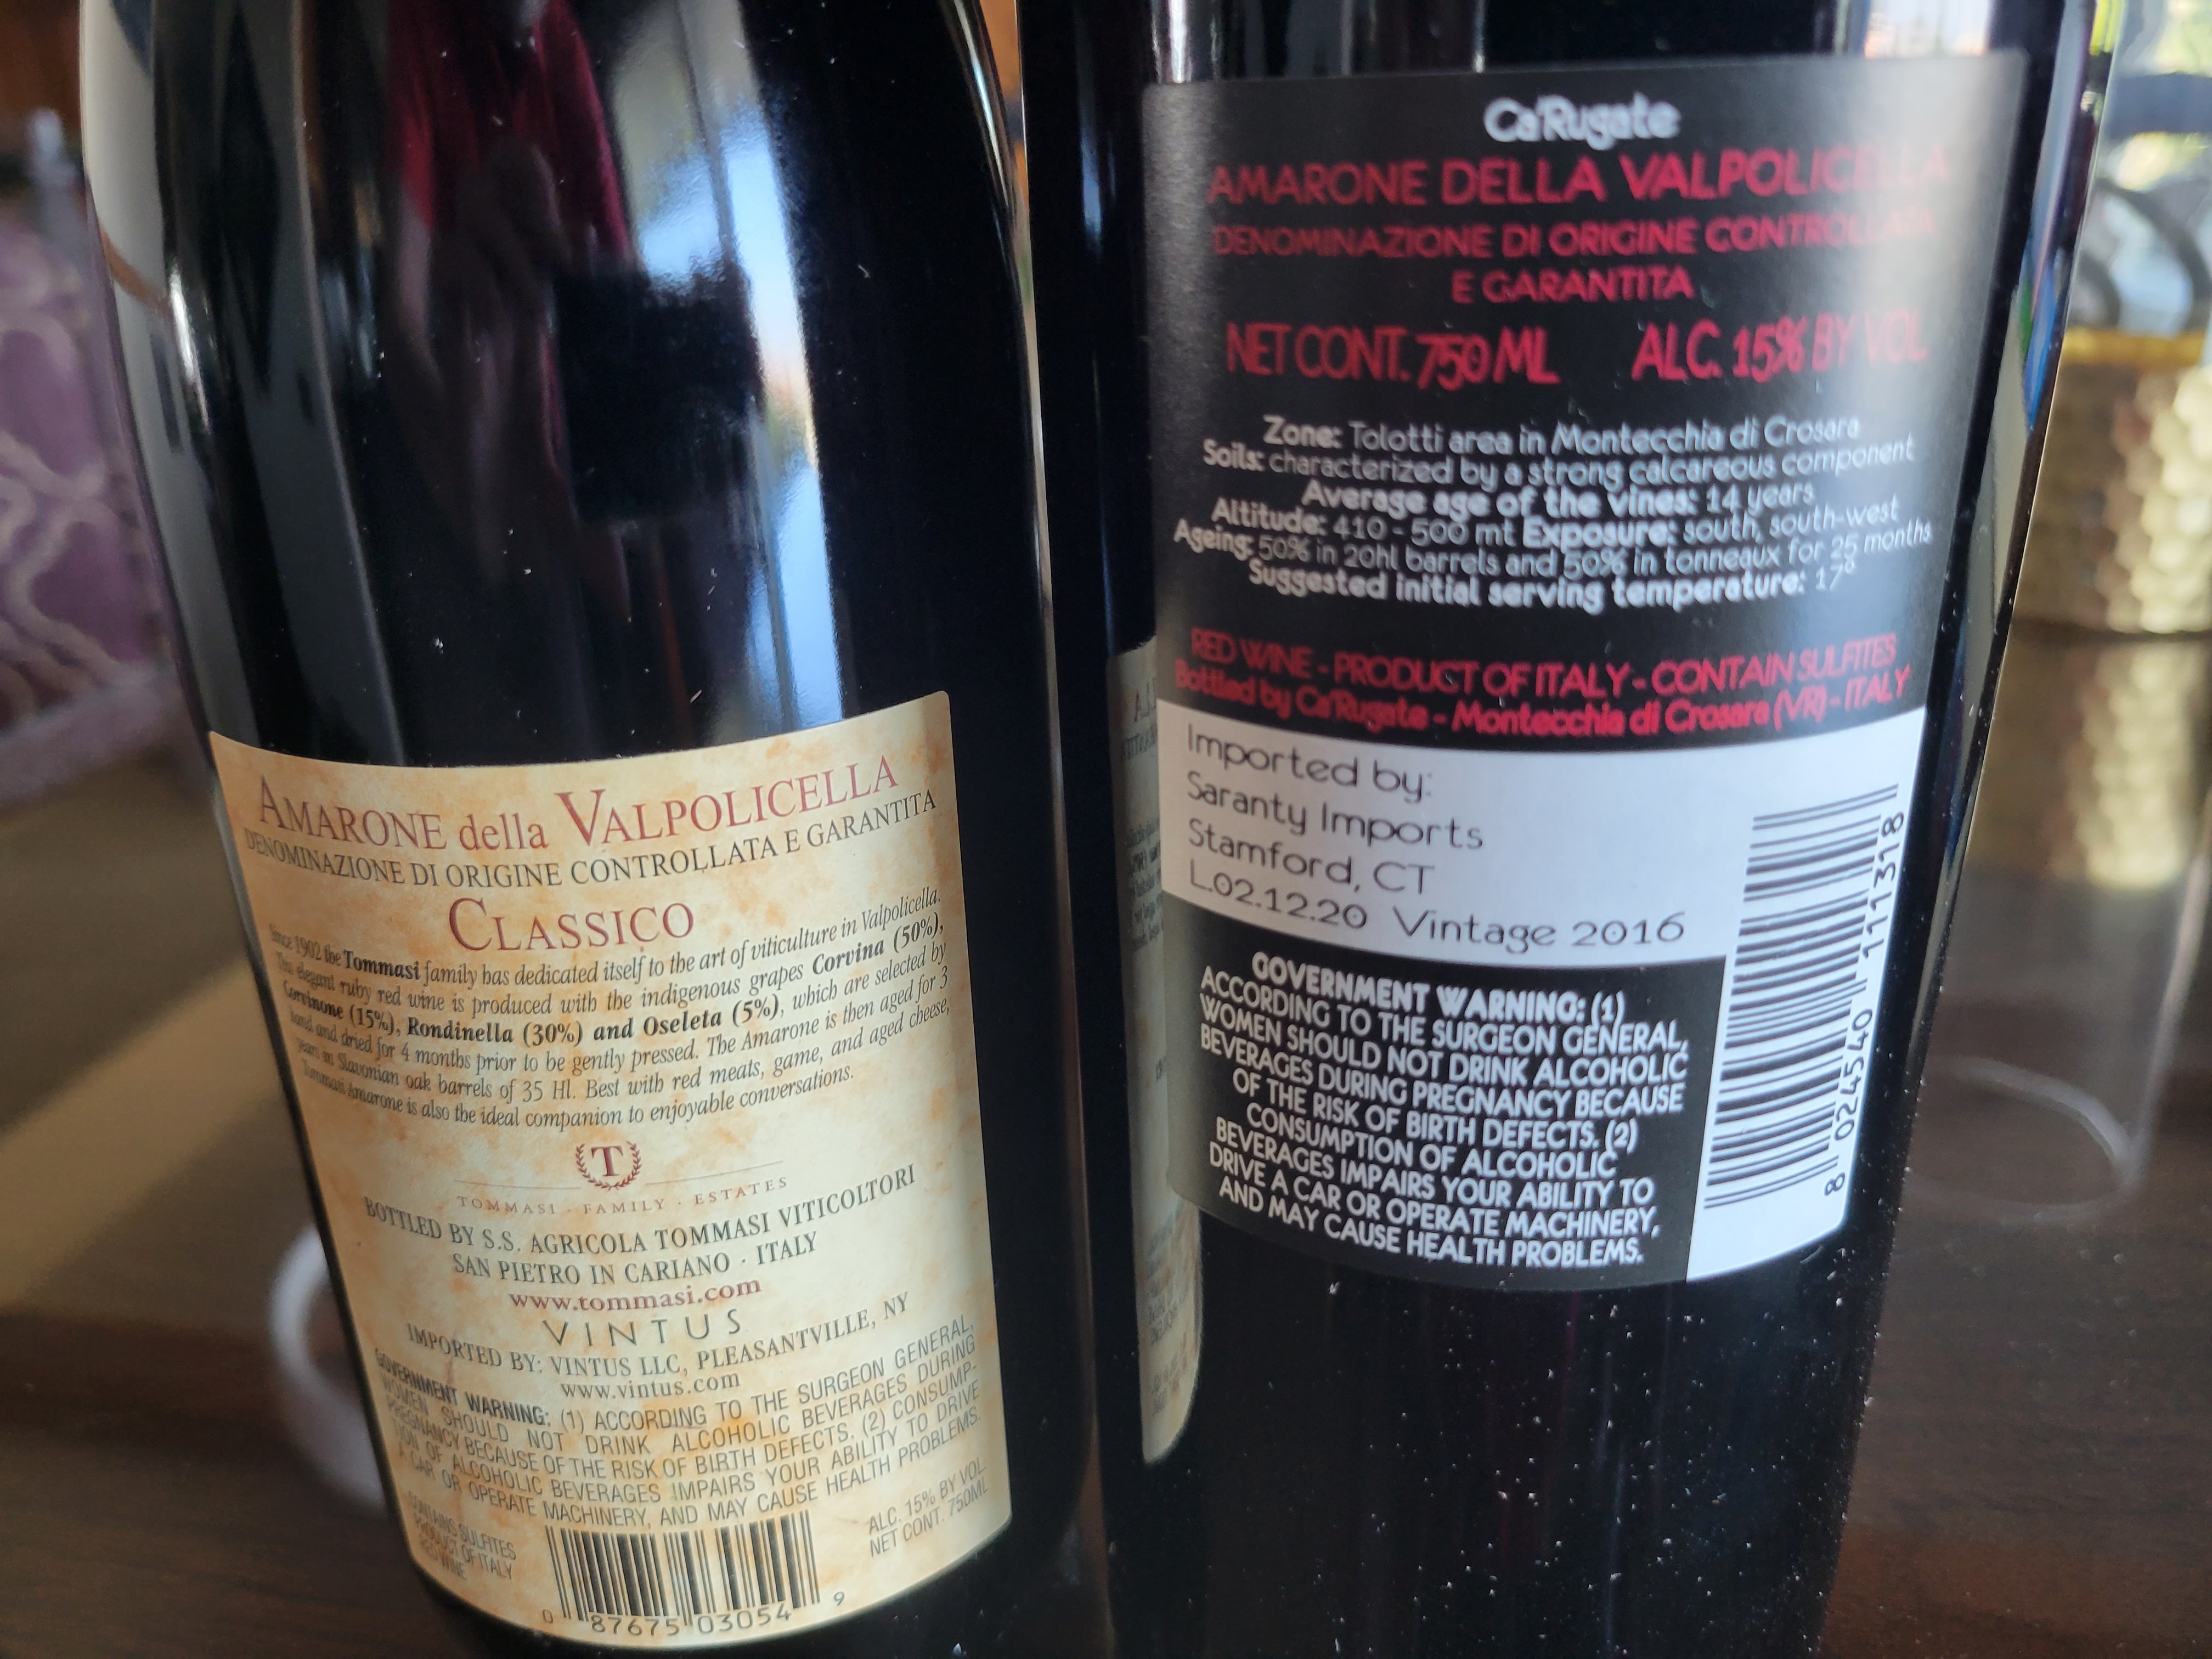 AMARONE della VALPOLICELLA
DENOMINAZIONE DI ORIGINE CONTROLLATA E GARANTITA
CLASSICO
Since 1902 the Tommasi family has dedicated itself to the art of viticulture in Valpolicella.
This elegant ruby red wine is produced with the indigenous grapes Corvina (50%),
Corvinone (15%), Rondinella (30%) and Oseleta (5%), which are selected by
hand and dried for 4 months prior to be gently pressed. The Amarone is then aged for 3
years in Slavonian oak barrels of 35 Hl. Best with red meats, game, and aged cheese,
Tommasi Amarone is also the ideal companion to enjoyable conversations.
T
TOMMASI · FAMILY · ESTATES
BOTTLED BY S.S. AGRICOLA TOMMASI VITICOLTORI
SAN PIETRO IN CARIANO · ITALY
www.tommasi.com
VINTUS
IMPORTED BY: VINTUS LLC, PLEASANTVILLE, NY
www.vintus.com
GOVERNMENT WARNING: (1) ACCORDING TO THE SURGEON GENERAL,
WOMEN SHOULD NOT DRINK ALCOHOLIC BEVERAGES DURING
PREGNANCY BECAUSE OF THE RISK OF BIRTH DEFECTS. (2) CONSUMP-
TION OF ALCOHOLIC BEVERAGES IMPAIRS YOUR ABILITY TO DRIVE
A CAR OR OPERATE MACHINERY, AND MAY CAUSE HEALTH PROBLEMS.
CONTAINS SULFITES
PRODUCT OF ITALY
RED WINE
ALC. 15% BY VOL.
NET CONT. 750ML
0 87675 03054 9
Ca'Rugate
AMARONE DELLA VALPOLICELLA
DENOMINAZIONE DI ORIGINE CONTROLLATA
E GARANTITA
NET CONT. 750 ML ALC. 15% BY VOL
Zone: Tolotti area in Montecchia di Crosara
Soils: characterized by a strong calcareous component
Average age of the vines: 14 years
Altitude: 410 - 500 mt Exposure: south, south-west
Ageing: 50% in 20hl barrels and 50% in tonneaux for 25 months
Suggested initial serving temperature: 17°
RED WINE - PRODUCT OF ITALY - CONTAIN SULFITES
Bottled by Ca'Rugate - Montecchia di Crosara (VR) - ITALY
Imported by:
Saranty Imports
Stamford, CT
L.02.12.20 Vintage 2016
GOVERNMENT WARNING: (1)
ACCORDING TO THE SURGEON GENERAL,
WOMEN SHOULD NOT DRINK ALCOHOLIC
BEVERAGES DURING PREGNANCY BECAUSE
OF THE RISK OF BIRTH DEFECTS. (2)
CONSUMPTION OF ALCOHOLIC
BEVERAGES IMPAIRS YOUR ABILITY TO
DRIVE A CAR OR OPERATE MACHINERY,
AND MAY CAUSE HEALTH PROBLEMS.
8 024540 111318